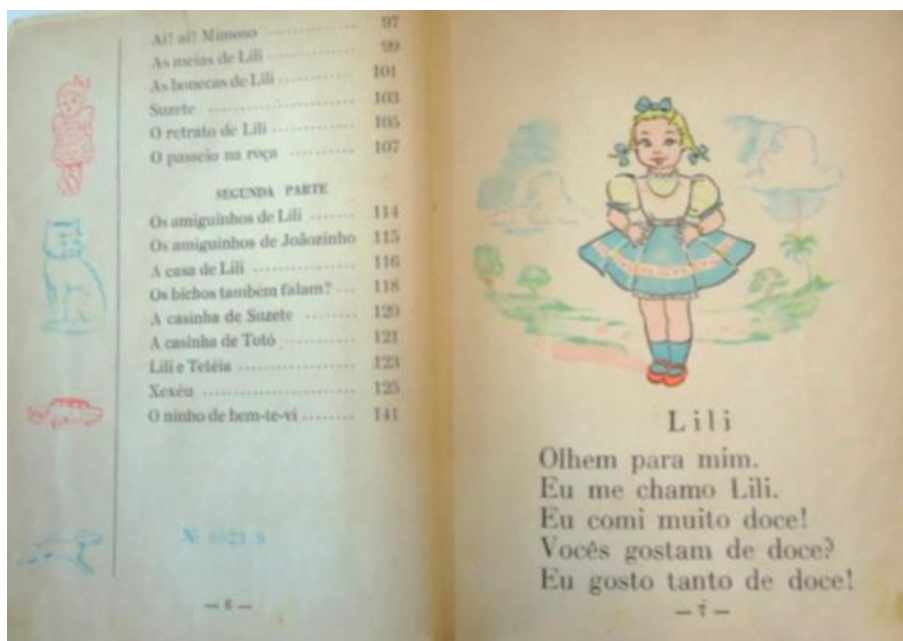 Ai! ai! Mimoso ............ 97
As meias de Lili ............ 99
As bonecas de Lili ............ 101
Suzete ............ 103
O retrato de Lili ............ 105
O passeio na roça ............ 107
SEGUNDA PARTE
Os amiguinhos de Lili ....... 114
Os amiguinhos de Joãozinho 115
A casa de Lili ............ 116
Os bichos também falam? ... 118
A casinha de Suzete ........ 120
A casinha de Totó .......... 121
Lili e Tetéia ............ 123
Xexéu ............ 125
O ninho de bem-te-vi ........ 141
Nº
— 6 —
Lili
Olhem para mim.
Eu me chamo Lili.
Eu comi muito doce!
Vocês gostam de doce?
Eu gosto tanto de doce!
— 7 —